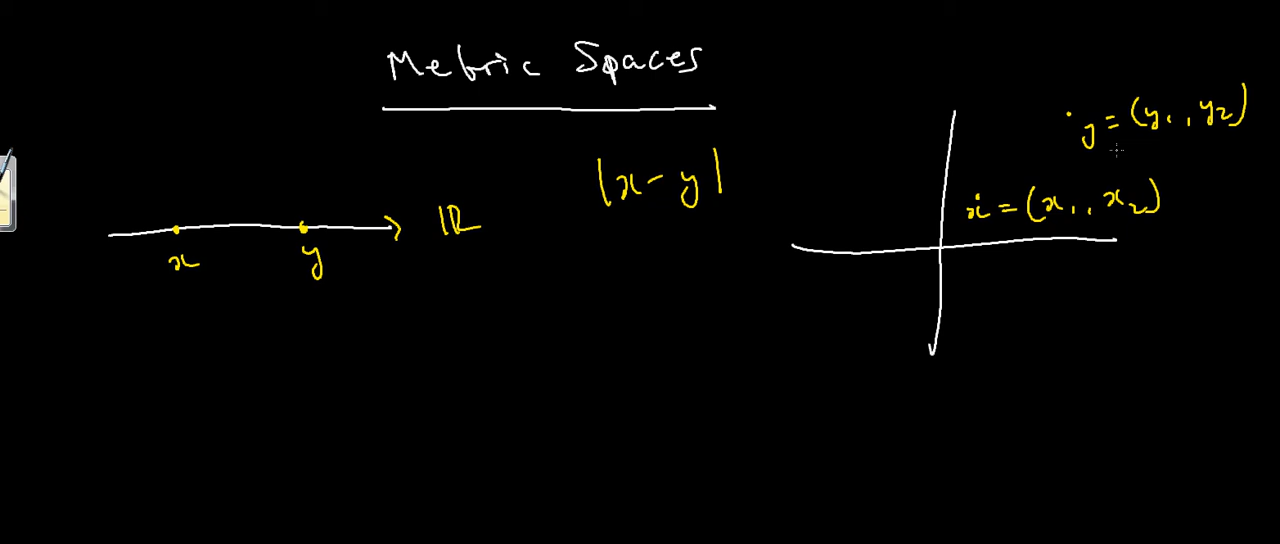 Metric Spaces
|x - y|
ℝ
x
y
y = (y₁, y₂)
x = (x₁, x₂)